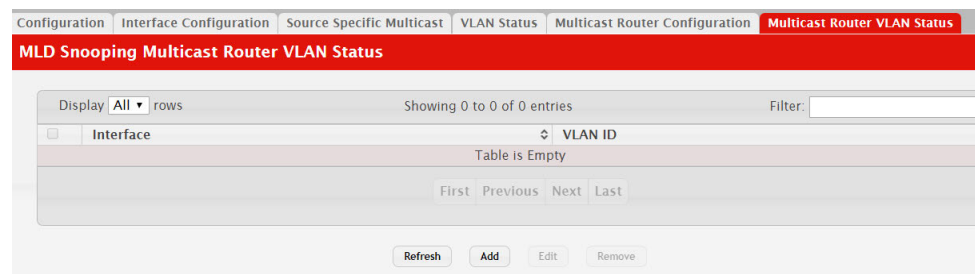 Configuration Interface Configuration Source Specific Multicast VLAN Status Multicast Router Configuration Multicast Router VLAN Status
MLD Snooping Multicast Router VLAN Status
Display All rows Showing 0 to 0 of 0 entries Filter:
Interface VLAN ID
Table is Empty
First Previous Next Last
Refresh Add Edit Remove